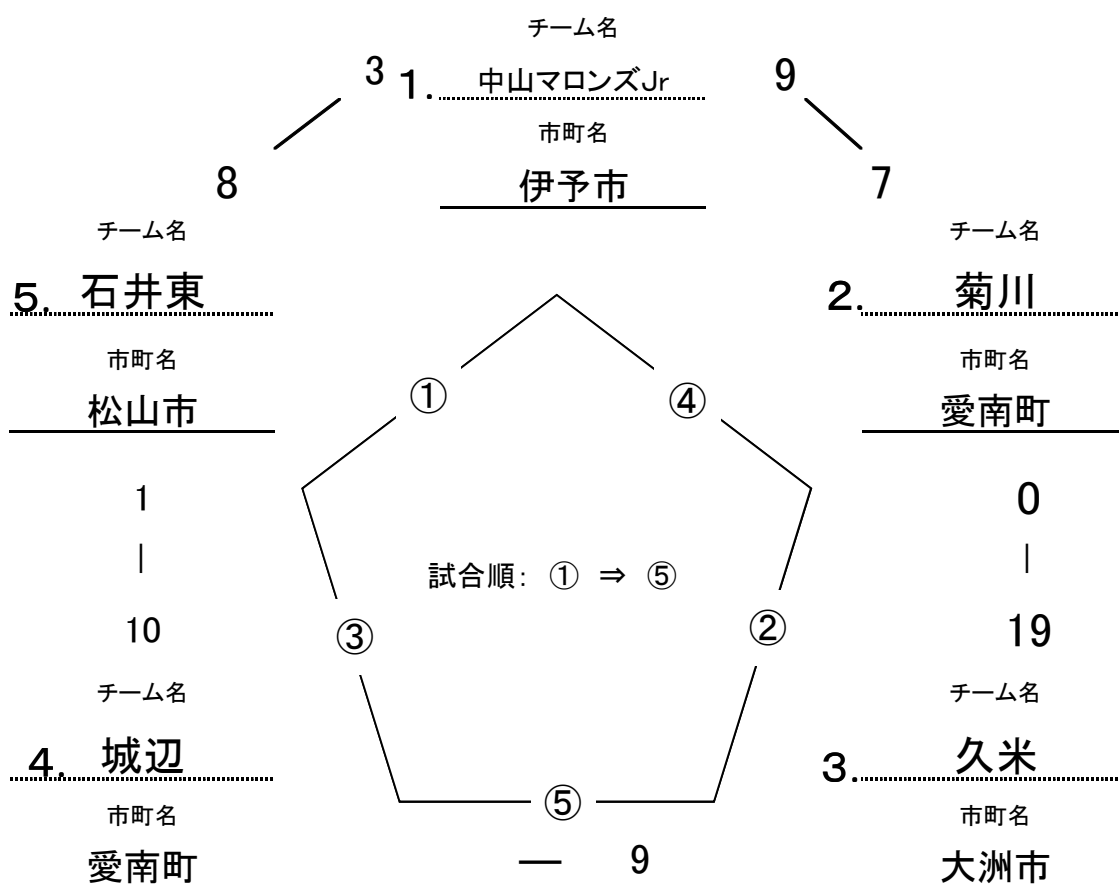 チーム名
3 1. 中山マロンズJr 9
市町名
8 伊予市 7
チーム名 チーム名
5. 石井東 2. 菊川
市町名 市町名
松山市 ① ④ 愛南町
1 0
| |
試合順: ① ⇒ ⑤
10 ③ ② 19
チーム名 チーム名
4. 城辺 3. 久米
市町名 ⑤ 市町名
愛南町 — 9 大洲市